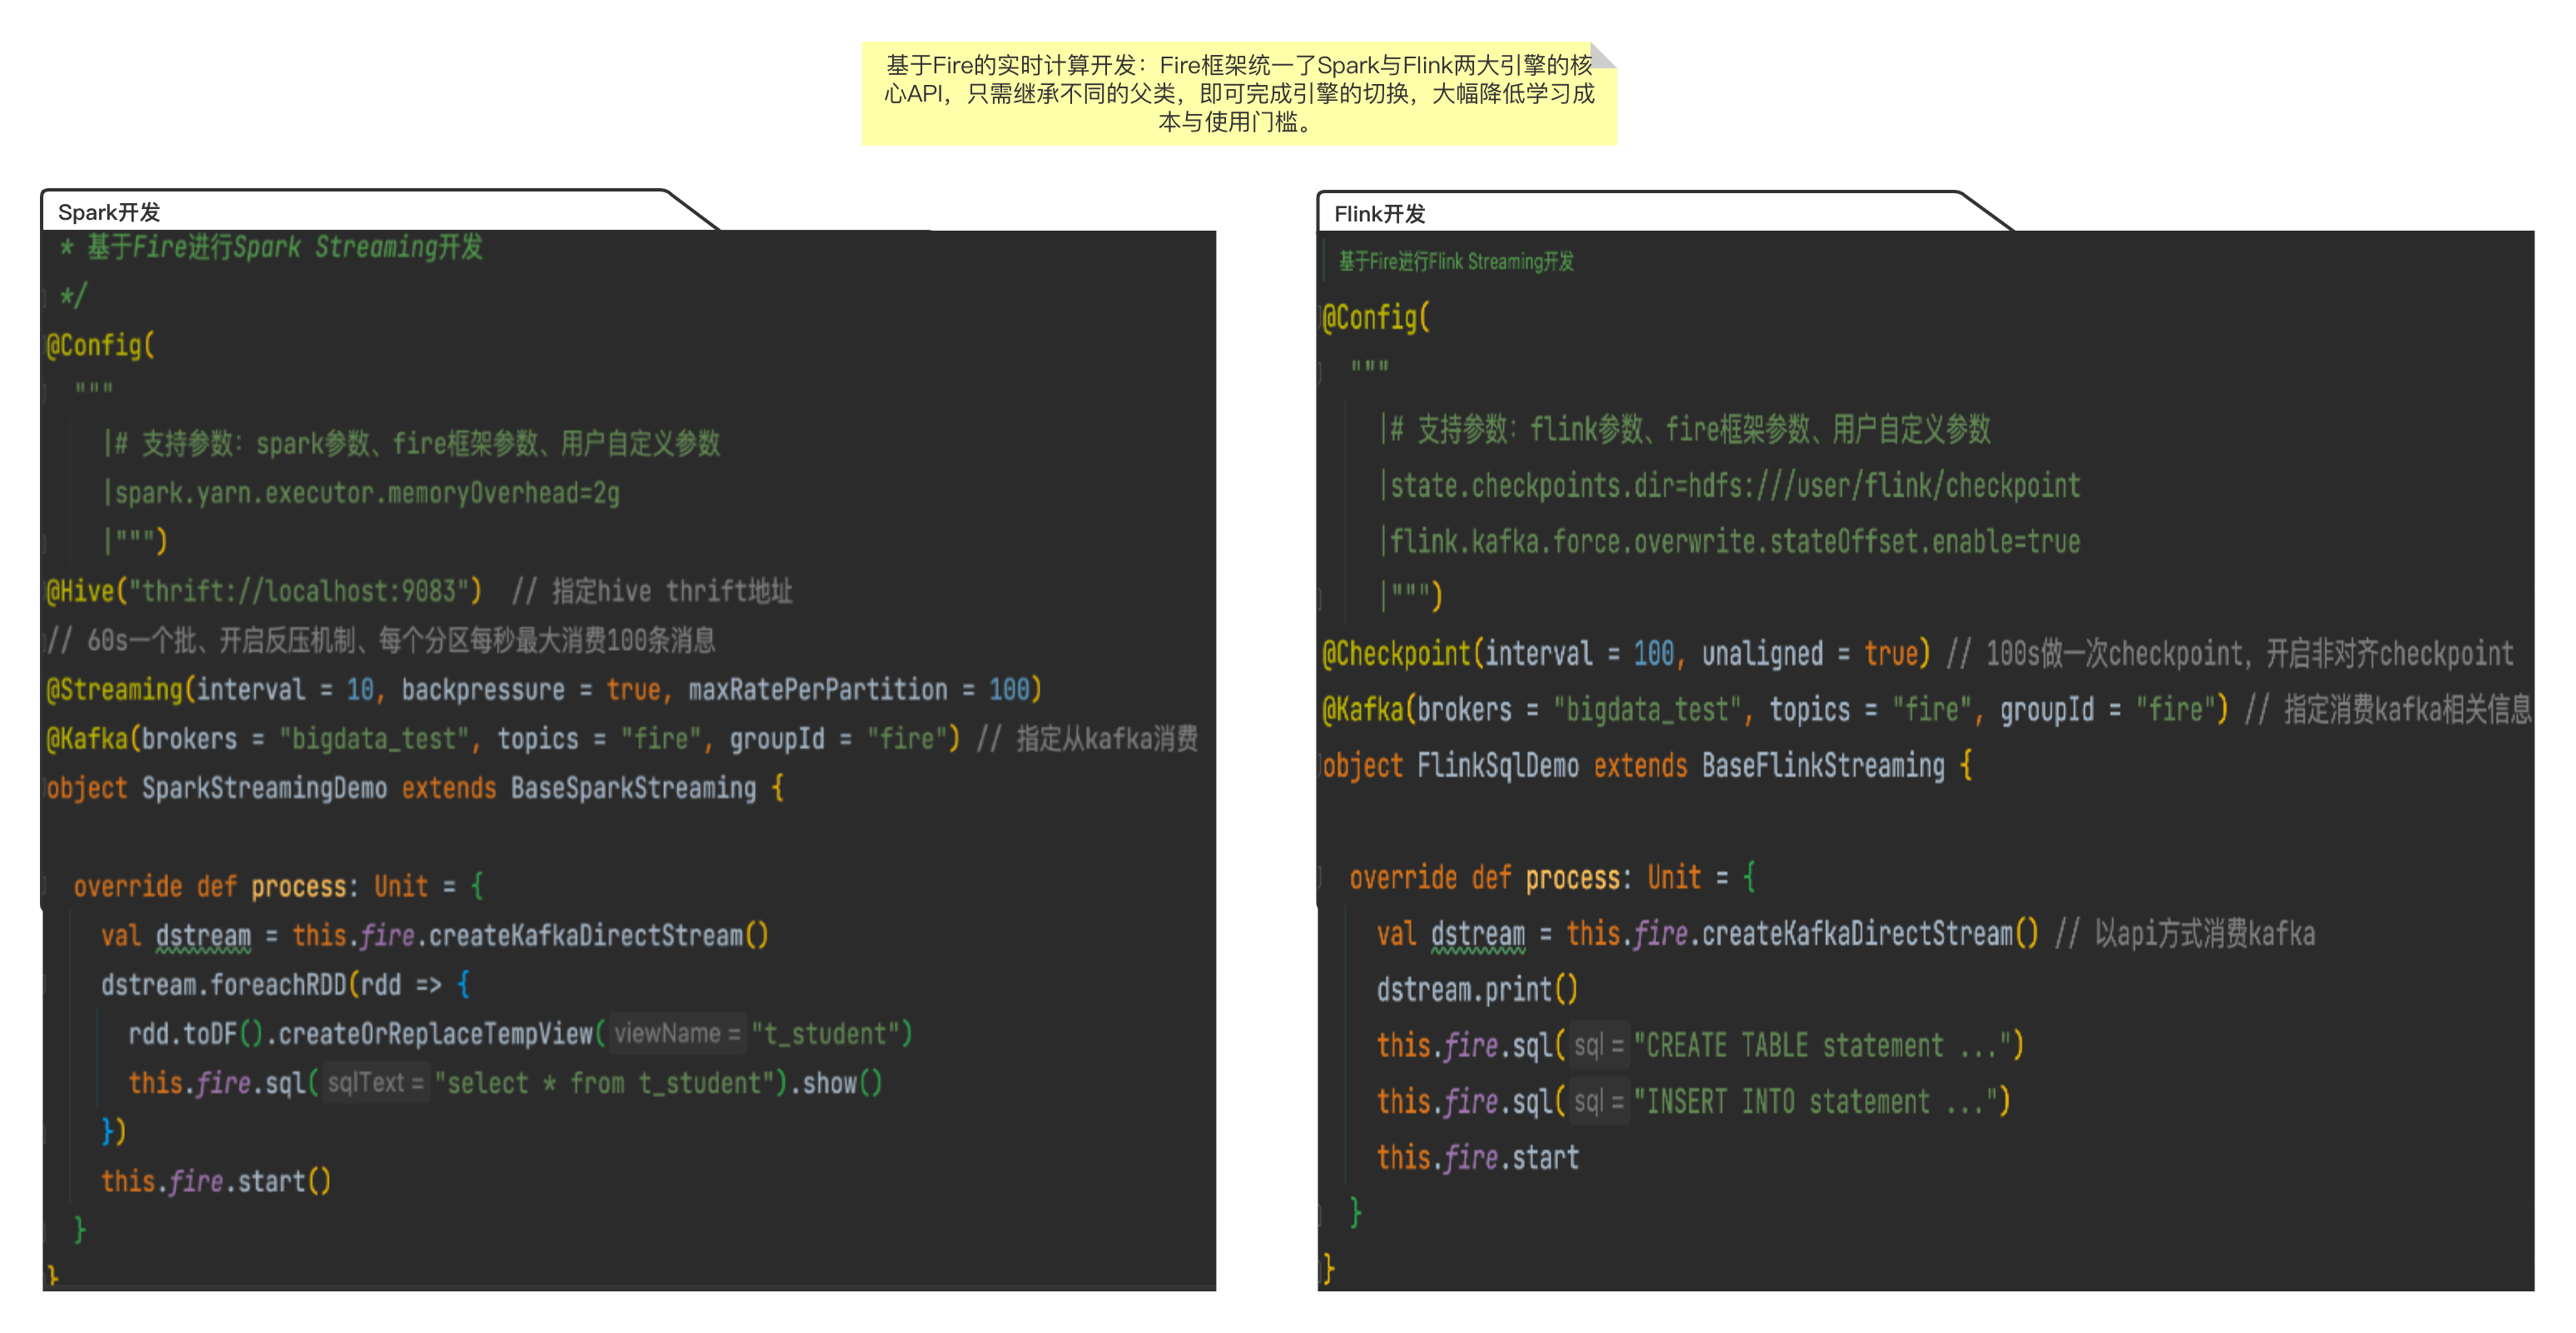 基于Fire的实时计算开发：Fire框架统一了Spark与Flink两大引擎的核
心API，只需继承不同的父类，即可完成引擎的切换，大幅降低学习成
本与使用门槛。
Spark开发
* 基于Fire进行Spark Streaming开发
*/
@Config(
"""
|# 支持参数：spark参数、fire框架参数、用户自定义参数
|spark.yarn.executor.memoryOverhead=2g
|""")
@Hive("thrift://localhost:9083") // 指定hive thrift地址
// 60s一个批、开启反压机制、每个分区每秒最大消费100条消息
@Streaming(interval = 10, backpressure = true, maxRatePerPartition = 100)
@Kafka(brokers = "bigdata_test", topics = "fire", groupId = "fire") // 指定从kafka消费
object SparkStreamingDemo extends BaseSparkStreaming {
override def process: Unit = {
val dstream = this.fire.createKafkaDirectStream()
dstream.foreachRDD(rdd => {
rdd.toDF().createOrReplaceTempView( viewName = "t_student")
this.fire.sql( sqlText = "select * from t_student").show()
})
this.fire.start()
}
}
Flink开发
基于Fire进行Flink Streaming开发
@Config(
"""
|# 支持参数：flink参数、fire框架参数、用户自定义参数
|state.checkpoints.dir=hdfs:///user/flink/checkpoint
|flink.kafka.force.overwrite.stateOffset.enable=true
|""")
@Checkpoint(interval = 100, unaligned = true) // 100s做一次checkpoint，开启非对齐checkpoint
@Kafka(brokers = "bigdata_test", topics = "fire", groupId = "fire") // 指定消费kafka相关信息
object FlinkSqlDemo extends BaseFlinkStreaming {
override def process: Unit = {
val dstream = this.fire.createKafkaDirectStream() // 以api方式消费kafka
dstream.print()
this.fire.sql( sql = "CREATE TABLE statement ...")
this.fire.sql( sql = "INSERT INTO statement ...")
this.fire.start
}
}